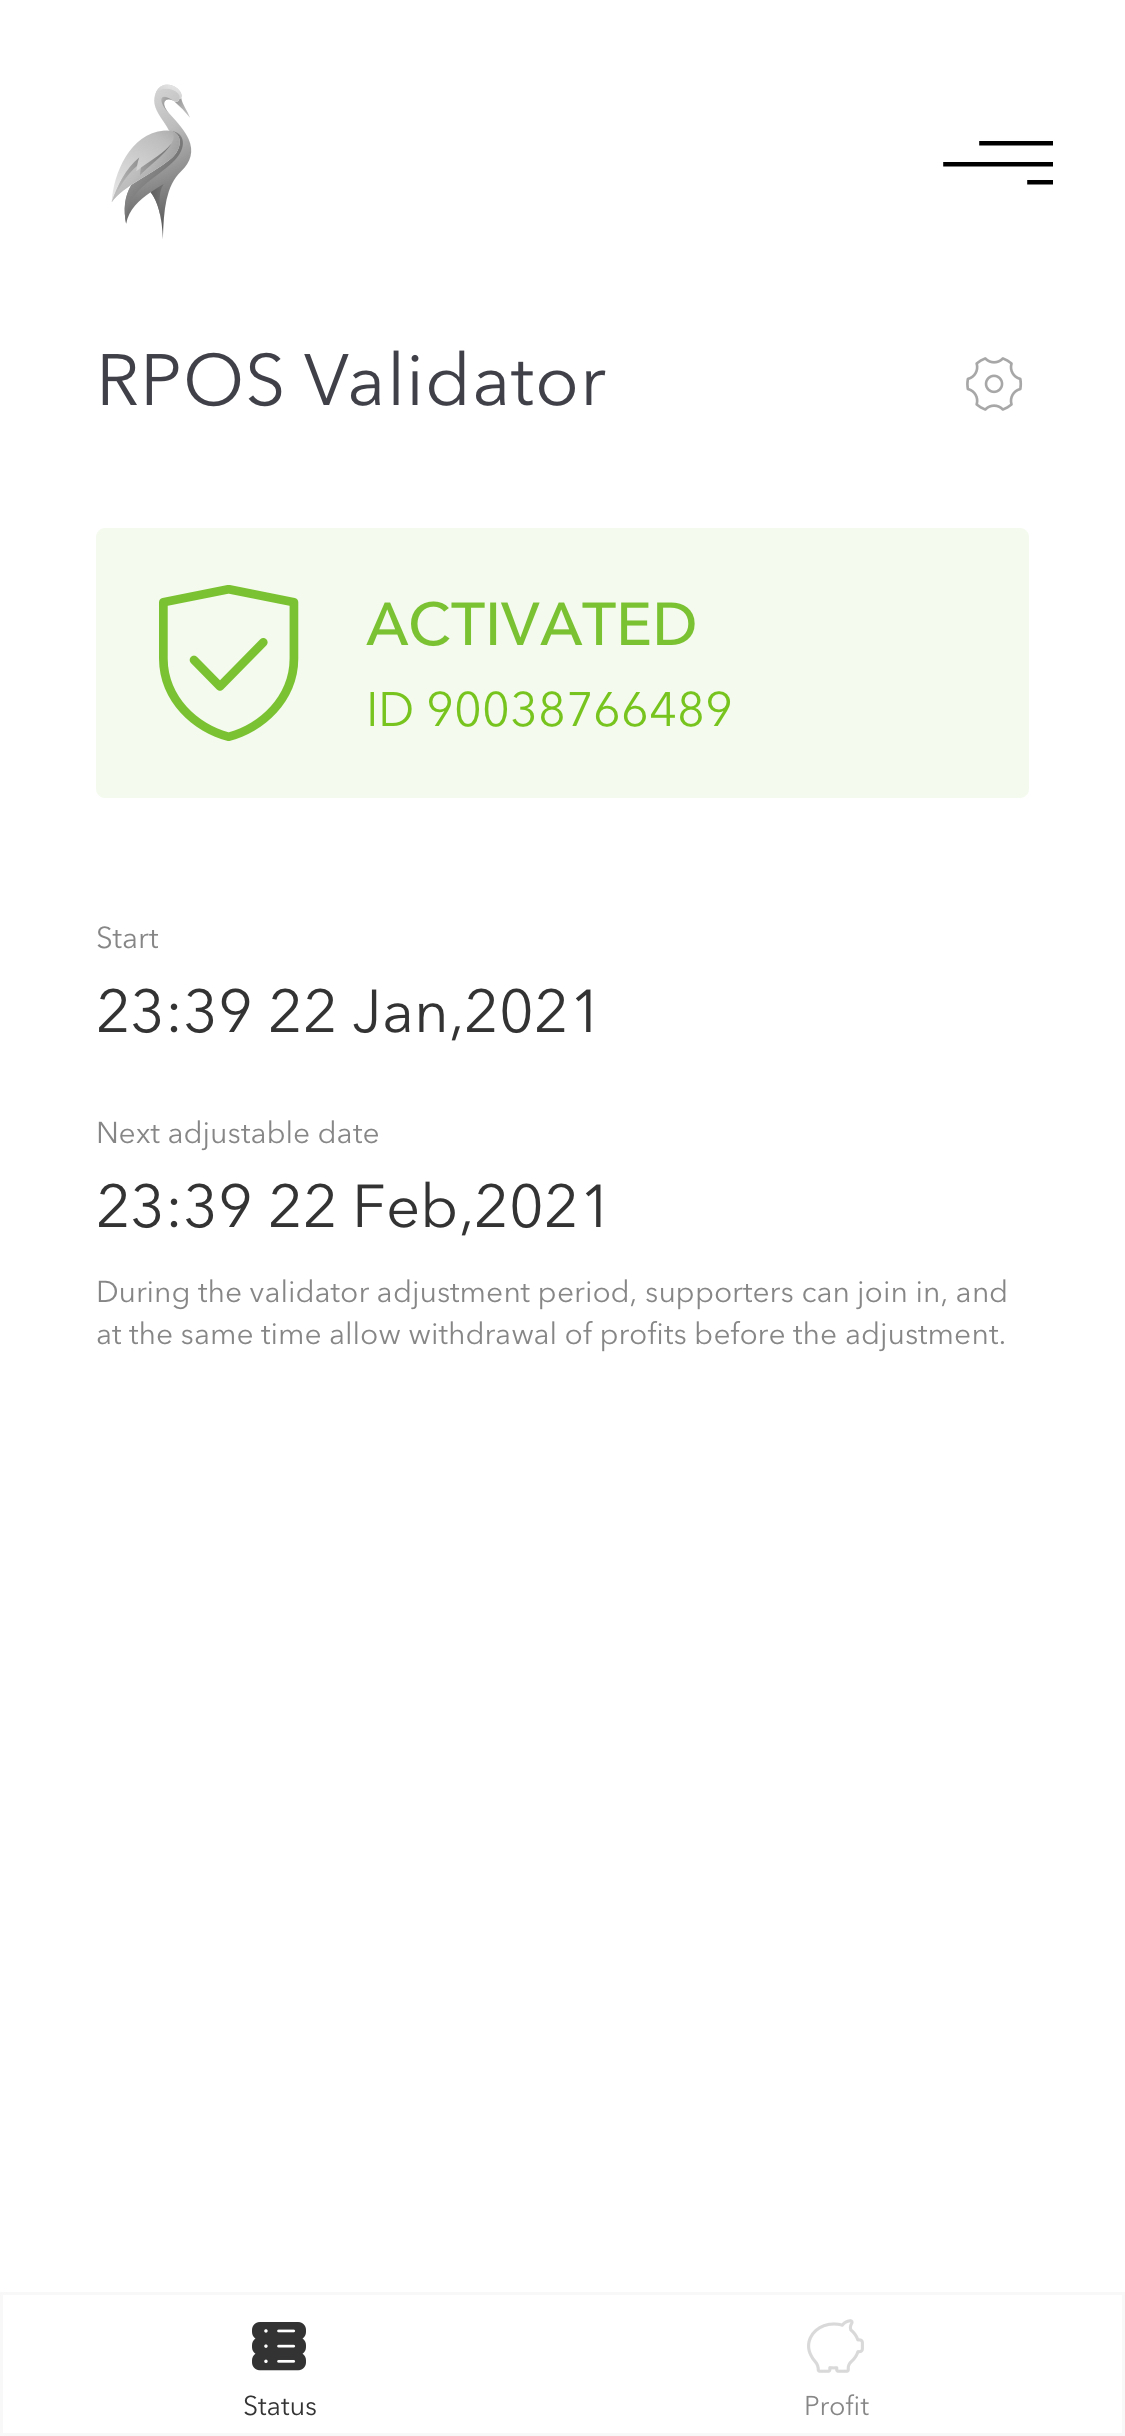 RPOS Validator
ACTIVATED
ID 90038766489
Start
23:39 22 Jan,2021
Next adjustable date
23:39 22 Feb,2021
During the validator adjustment period, supporters can join in, and
at the same time allow withdrawal of profits before the adjustment.
Status
Profit